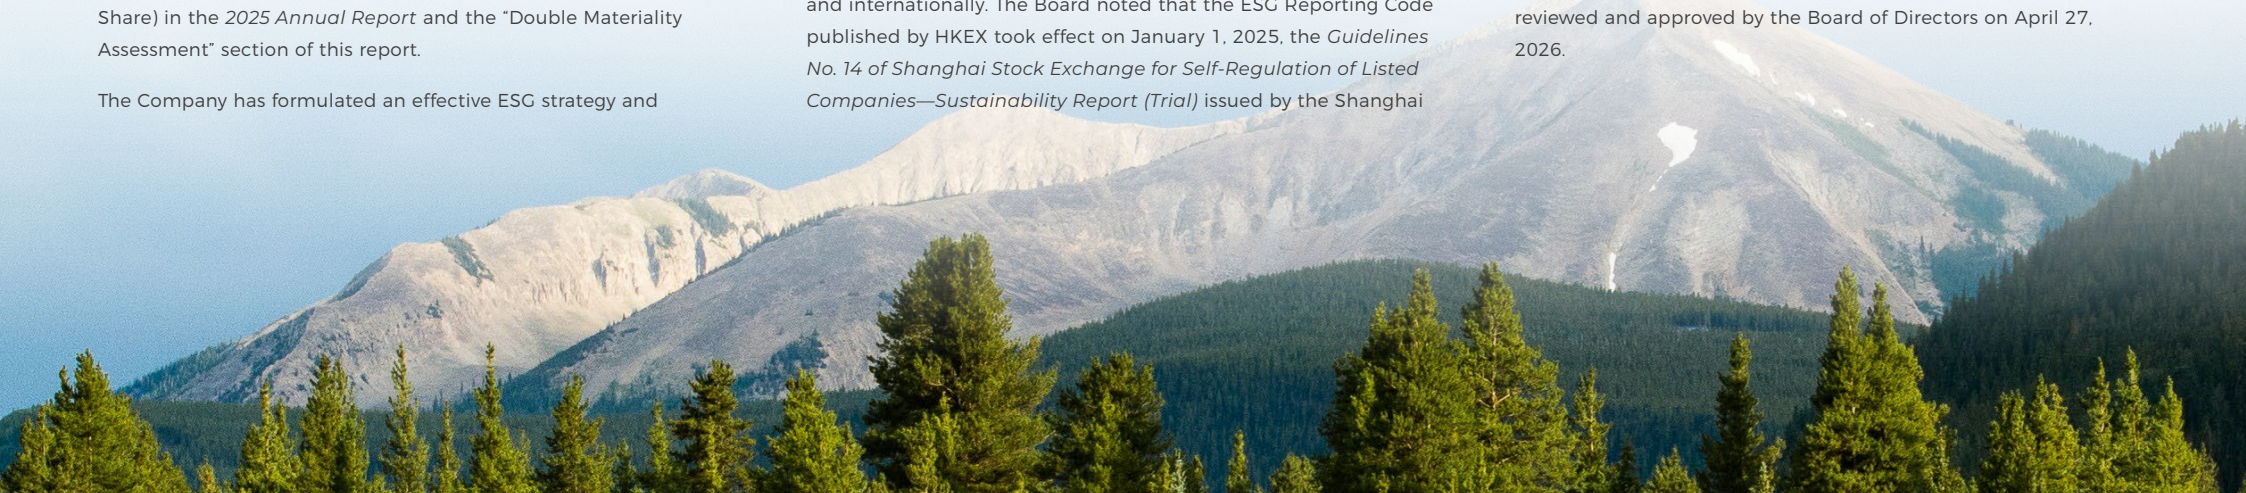 Share) in the 2025 Annual Report and the “Double Materiality
Assessment” section of this report.
The Company has formulated an effective ESG strategy and
and internationally. The Board noted that the ESG Reporting Code
published by HKEX took effect on January 1, 2025, the Guidelines
No. 14 of Shanghai Stock Exchange for Self-Regulation of Listed
Companies—Sustainability Report (Trial) issued by the Shanghai
reviewed and approved by the Board of Directors on April 27,
2026.